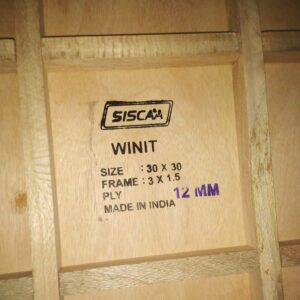 SISCAA
WINIT
SIZE : 30 X 30
FRAME : 3 X 1.5
PLY 12 MM
MADE IN INDIA